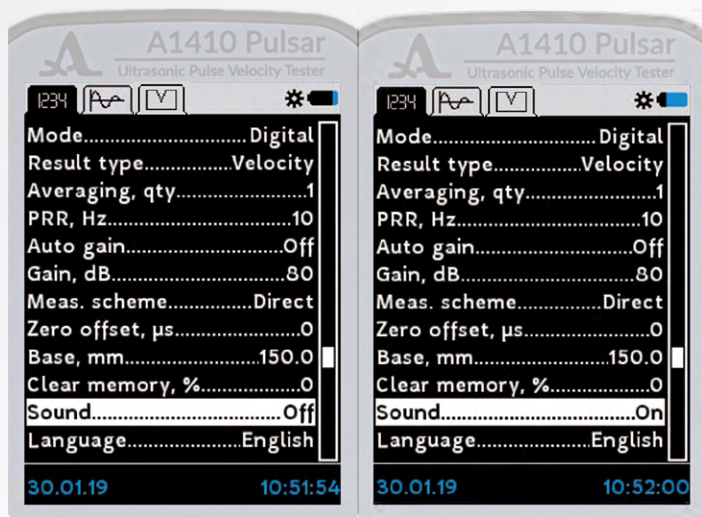 A1410 Pulsar
Ultrasonic Pulse Velocity Tester
1234
Mode..............................Digital
Result type................Velocity
Averaging, qty.......................1
PRR, Hz..................................10
Auto gain.............................Off
Gain, dB................................80
Meas. scheme...............Direct
Zero offset, µs.......................0
Base, mm.........................150.0
Clear memory, %..................0
Sound...................................Off
Language.....................English
30.01.19 10:51:54
A1410 Pulsar
Ultrasonic Pulse Velocity Tester
1234
Mode..............................Digital
Result type................Velocity
Averaging, qty.......................1
PRR, Hz..................................10
Auto gain.............................Off
Gain, dB................................80
Meas. scheme...............Direct
Zero offset, µs.......................0
Base, mm.........................150.0
Clear memory, %..................0
Sound...................................On
Language.....................English
30.01.19 10:52:00